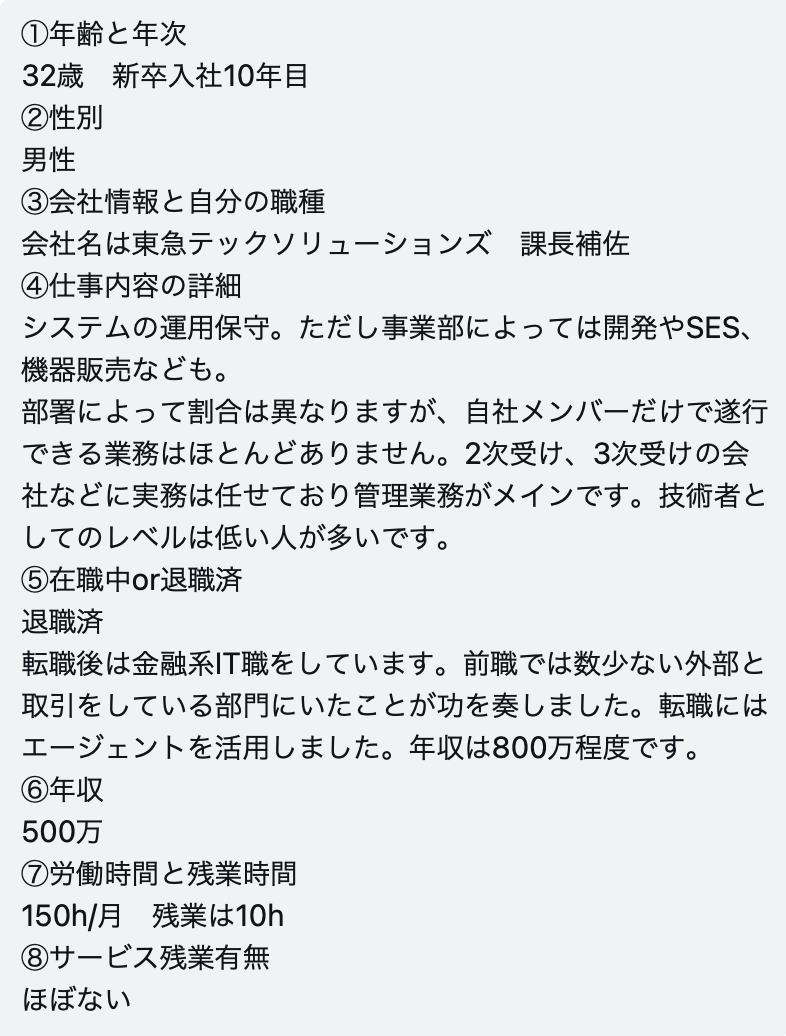 ①年齢と年次
32歳　新卒入社10年目
②性別
男性
③会社情報と自分の職種
会社名は東急テックソリューションズ　課長補佐
④仕事内容の詳細
システムの運用保守。ただし事業部によっては開発やSES、
機器販売なども。
部署によって割合は異なりますが、自社メンバーだけで遂行
できる業務はほとんどありません。2次受け、3次受けの会
社などに実務は任せており管理業務がメインです。技術者と
してのレベルは低い人が多いです。
⑤在職中or退職済
退職済
転職後は金融系IT職をしています。前職では数少ない外部と
取引をしている部門にいたことが功を奏しました。転職には
エージェントを活用しました。年収は800万程度です。
⑥年収
500万
⑦労働時間と残業時間
150h/月　残業は10h
⑧サービス残業有無
ほぼない